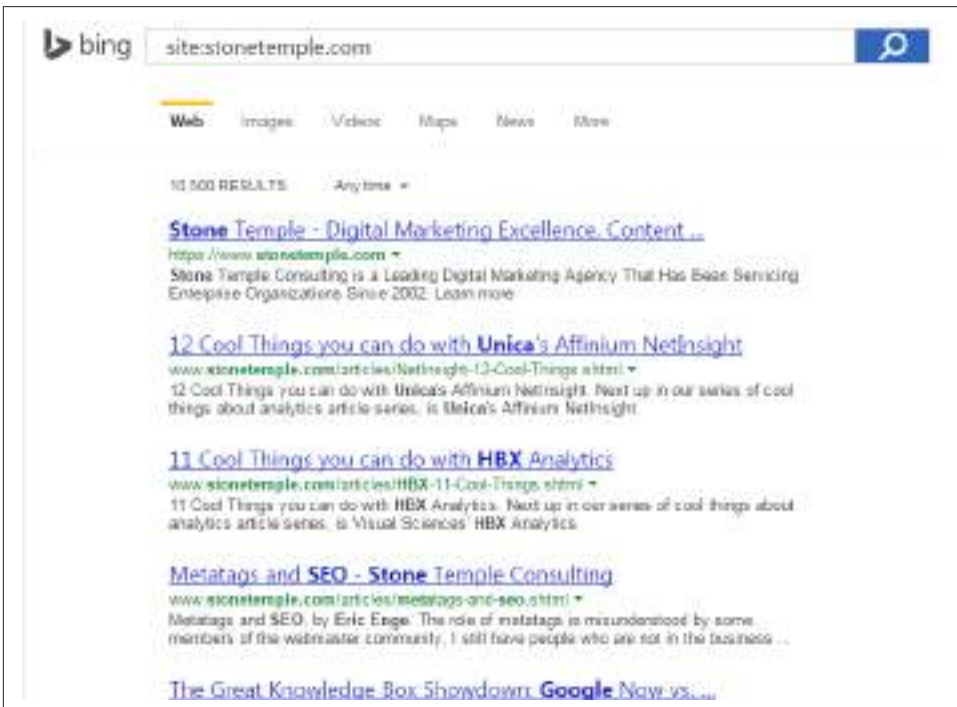 bing
site:stonetemple.com
Web Images Videos Maps News More
10 500 RESULTS Any time
Stone Temple - Digital Marketing Excellence. Content ...
https://www.stonetemple.com
Stone Temple Consulting is a Leading Digital Marketing Agency That Has Been Servicing
Enterprise Organizations Since 2002. Learn more
12 Cool Things you can do with Unica's Affinium NetInsight
www.stonetemple.com/articles/NetInsight-12-Cool-Things.shtml
12 Cool Things you can do with Unica's Affinium NetInsight. Next up in our series of cool
things about analytics article series, is Unica's Affinium NetInsight.
11 Cool Things you can do with HBX Analytics
www.stonetemple.com/articles/HBX-11-Cool-Things.shtml
11 Cool Things you can do with HBX Analytics. Next up in our series of cool things about
analytics article series, is Visual Sciences' HBX Analytics.
Metatags and SEO - Stone Temple Consulting
www.stonetemple.com/articles/metatags-and-seo.shtml
Metatags and SEO, by Eric Enge. The role of metatags is misunderstood by some
members of the webmaster community. I still have people who are not in the business ...
The Great Knowledge Box Showdown: Google Now vs. ...